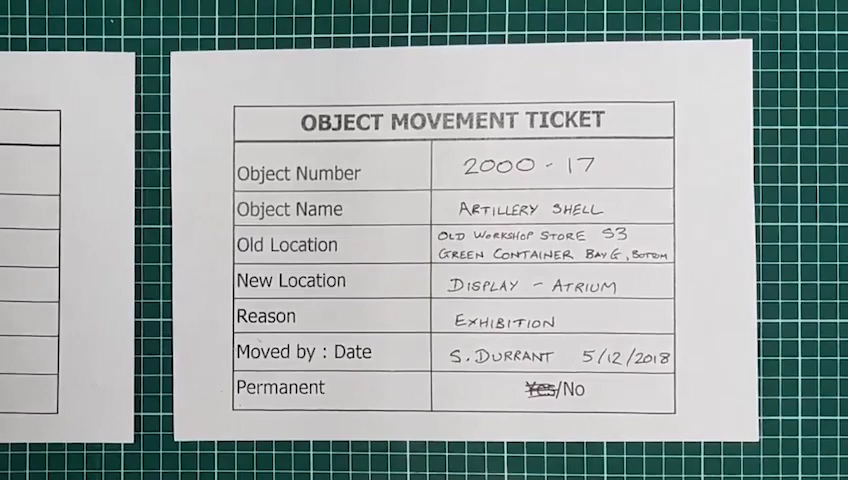 OBJECT MOVEMENT TICKET
Object Number 2000-17
Object Name ARTILLERY SHELL
Old Location OLD WORKSHOP STORE S3
GREEN CONTAINER BAY G, BOTTOM
New Location DISPLAY - ATRIUM
Reason EXHIBITION
Moved by : Date S. DURRANT 5/12/2018
Permanent Yes/No